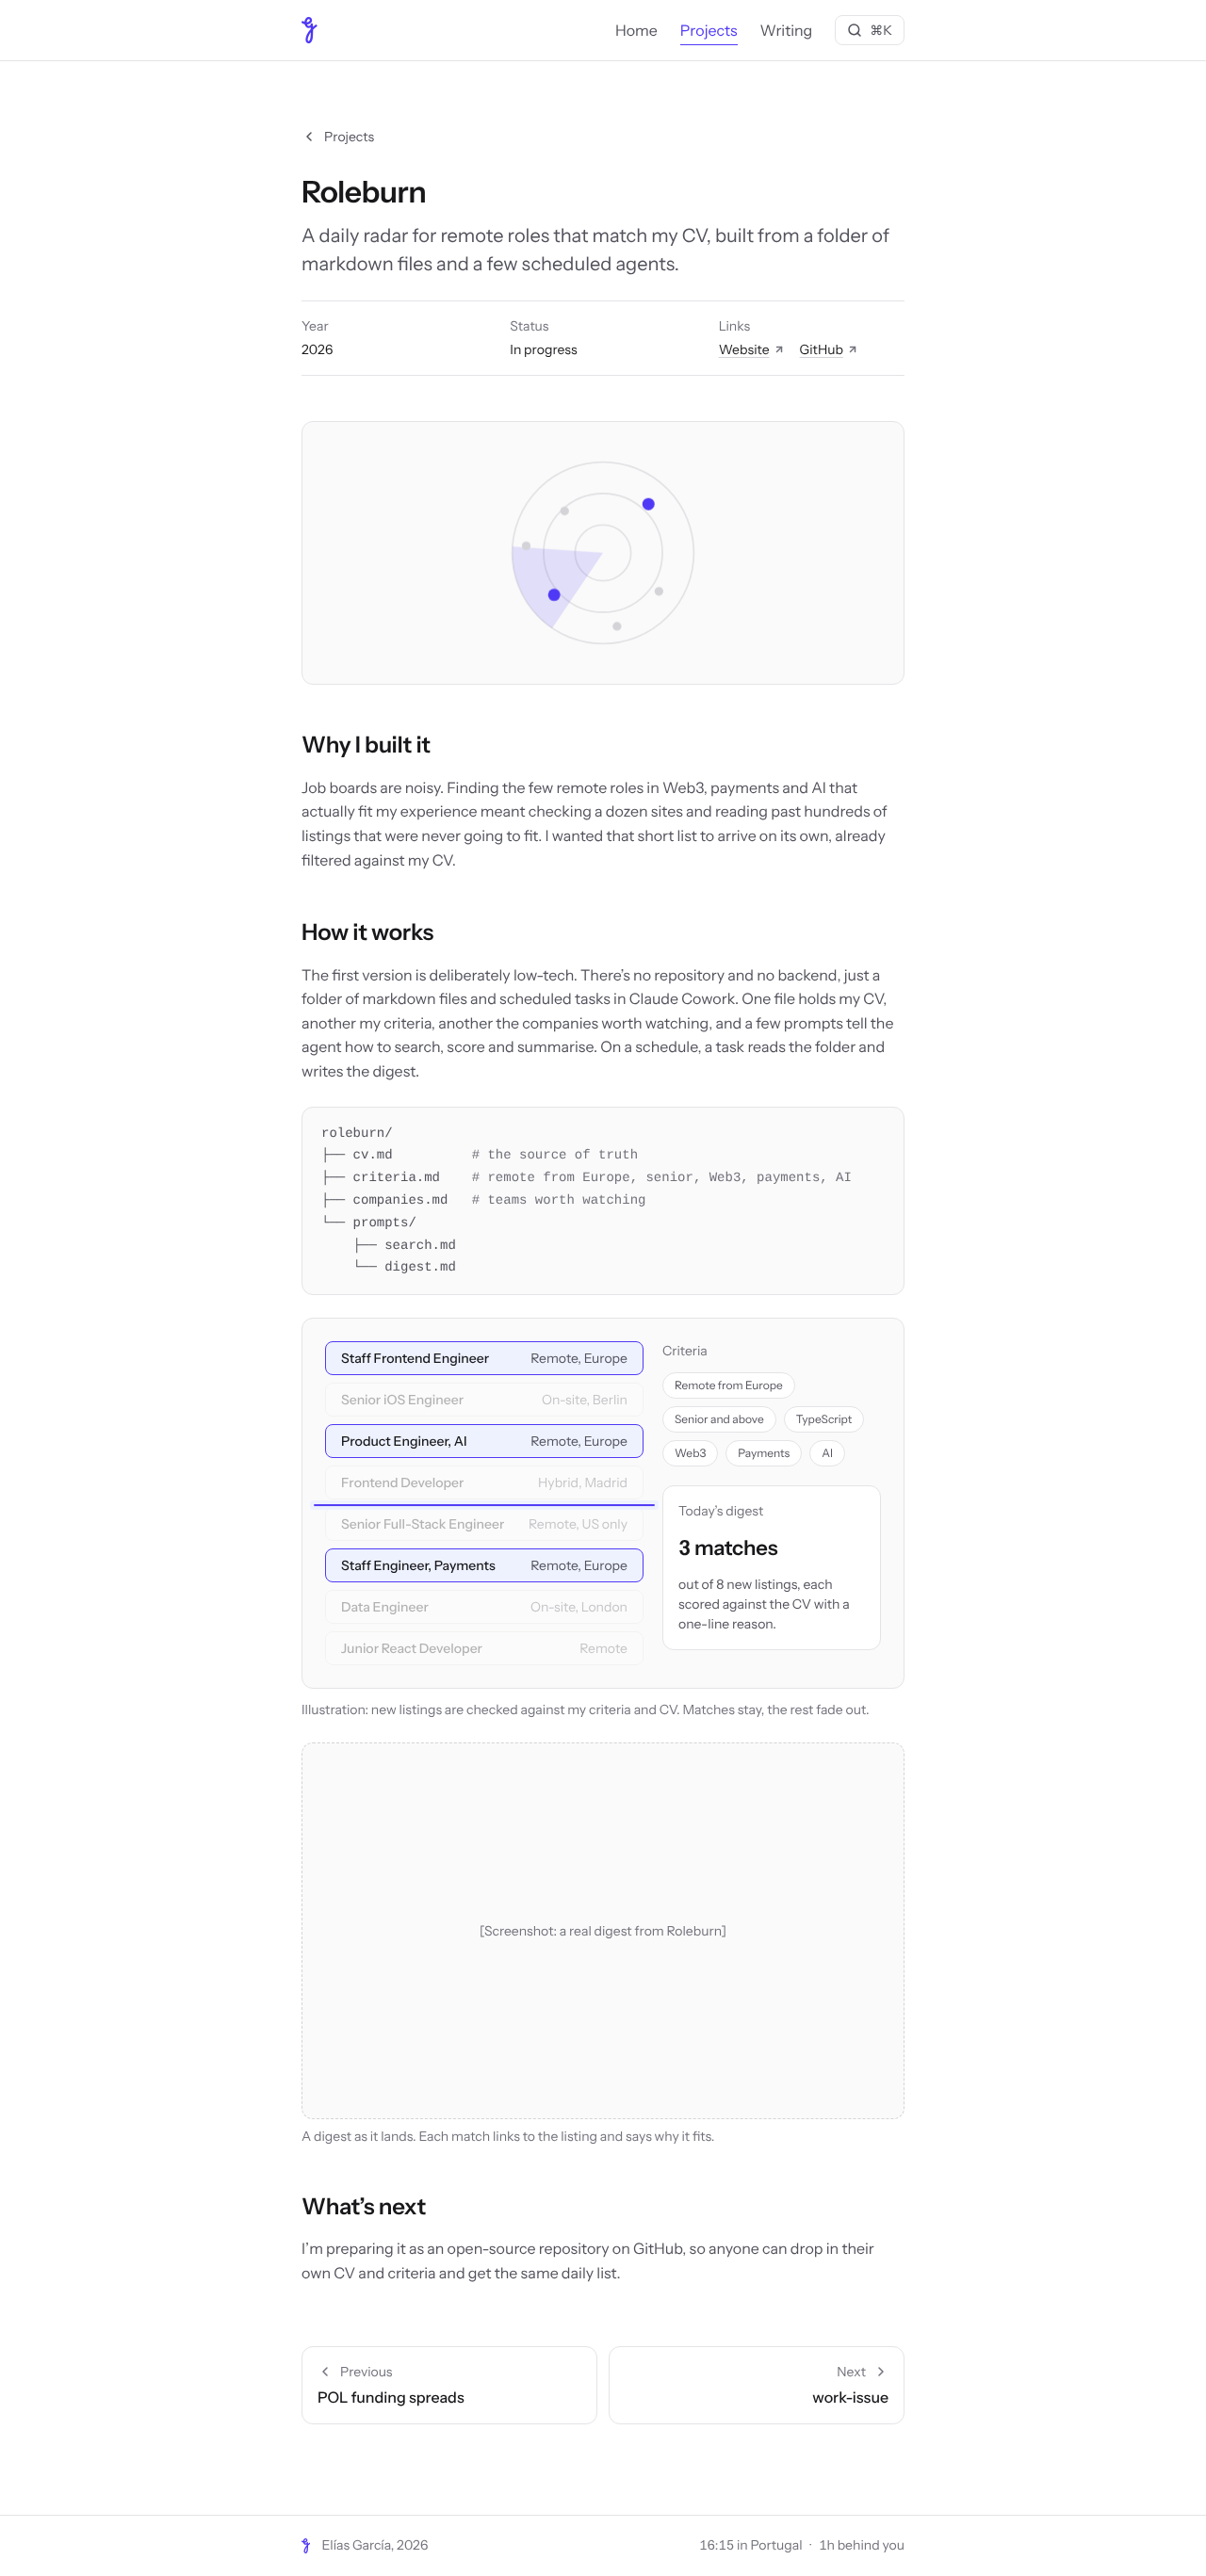 Home Projects Writing ⌘K
Projects
Roleburn
A daily radar for remote roles that match my CV, built from a folder of
markdown files and a few scheduled agents.
Year Status Links
2026 In progress Website GitHub
Why I built it
Job boards are noisy. Finding the few remote roles in Web3, payments and AI that
actually fit my experience meant checking a dozen sites and reading past hundreds of
listings that were never going to fit. I wanted that short list to arrive on its own, already
filtered against my CV.
How it works
The first version is deliberately low-tech. There’s no repository and no backend, just a
folder of markdown files and scheduled tasks in Claude Cowork. One file holds my CV,
another my criteria, another the companies worth watching, and a few prompts tell the
agent how to search, score and summarise. On a schedule, a task reads the folder and
writes the digest.
roleburn/
├── cv.md          # the source of truth
├── criteria.md    # remote from Europe, senior, Web3, payments, AI
├── companies.md   # teams worth watching
└── prompts/
    ├── search.md
    └── digest.md
Staff Frontend Engineer Remote, Europe
Senior iOS Engineer On-site, Berlin
Product Engineer, AI Remote, Europe
Frontend Developer Hybrid, Madrid
Senior Full-Stack Engineer Remote, US only
Staff Engineer, Payments Remote, Europe
Data Engineer On-site, London
Junior React Developer Remote
Criteria
Remote from Europe
Senior and above TypeScript
Web3 Payments AI
Today’s digest
3 matches
out of 8 new listings, each
scored against the CV with a
one-line reason.
Illustration: new listings are checked against my criteria and CV. Matches stay, the rest fade out.
[Screenshot: a real digest from Roleburn]
A digest as it lands. Each match links to the listing and says why it fits.
What’s next
I’m preparing it as an open-source repository on GitHub, so anyone can drop in their
own CV and criteria and get the same daily list.
Previous
POL funding spreads
Next
work-issue
Elías García, 2026
16:15 in Portugal · 1h behind you